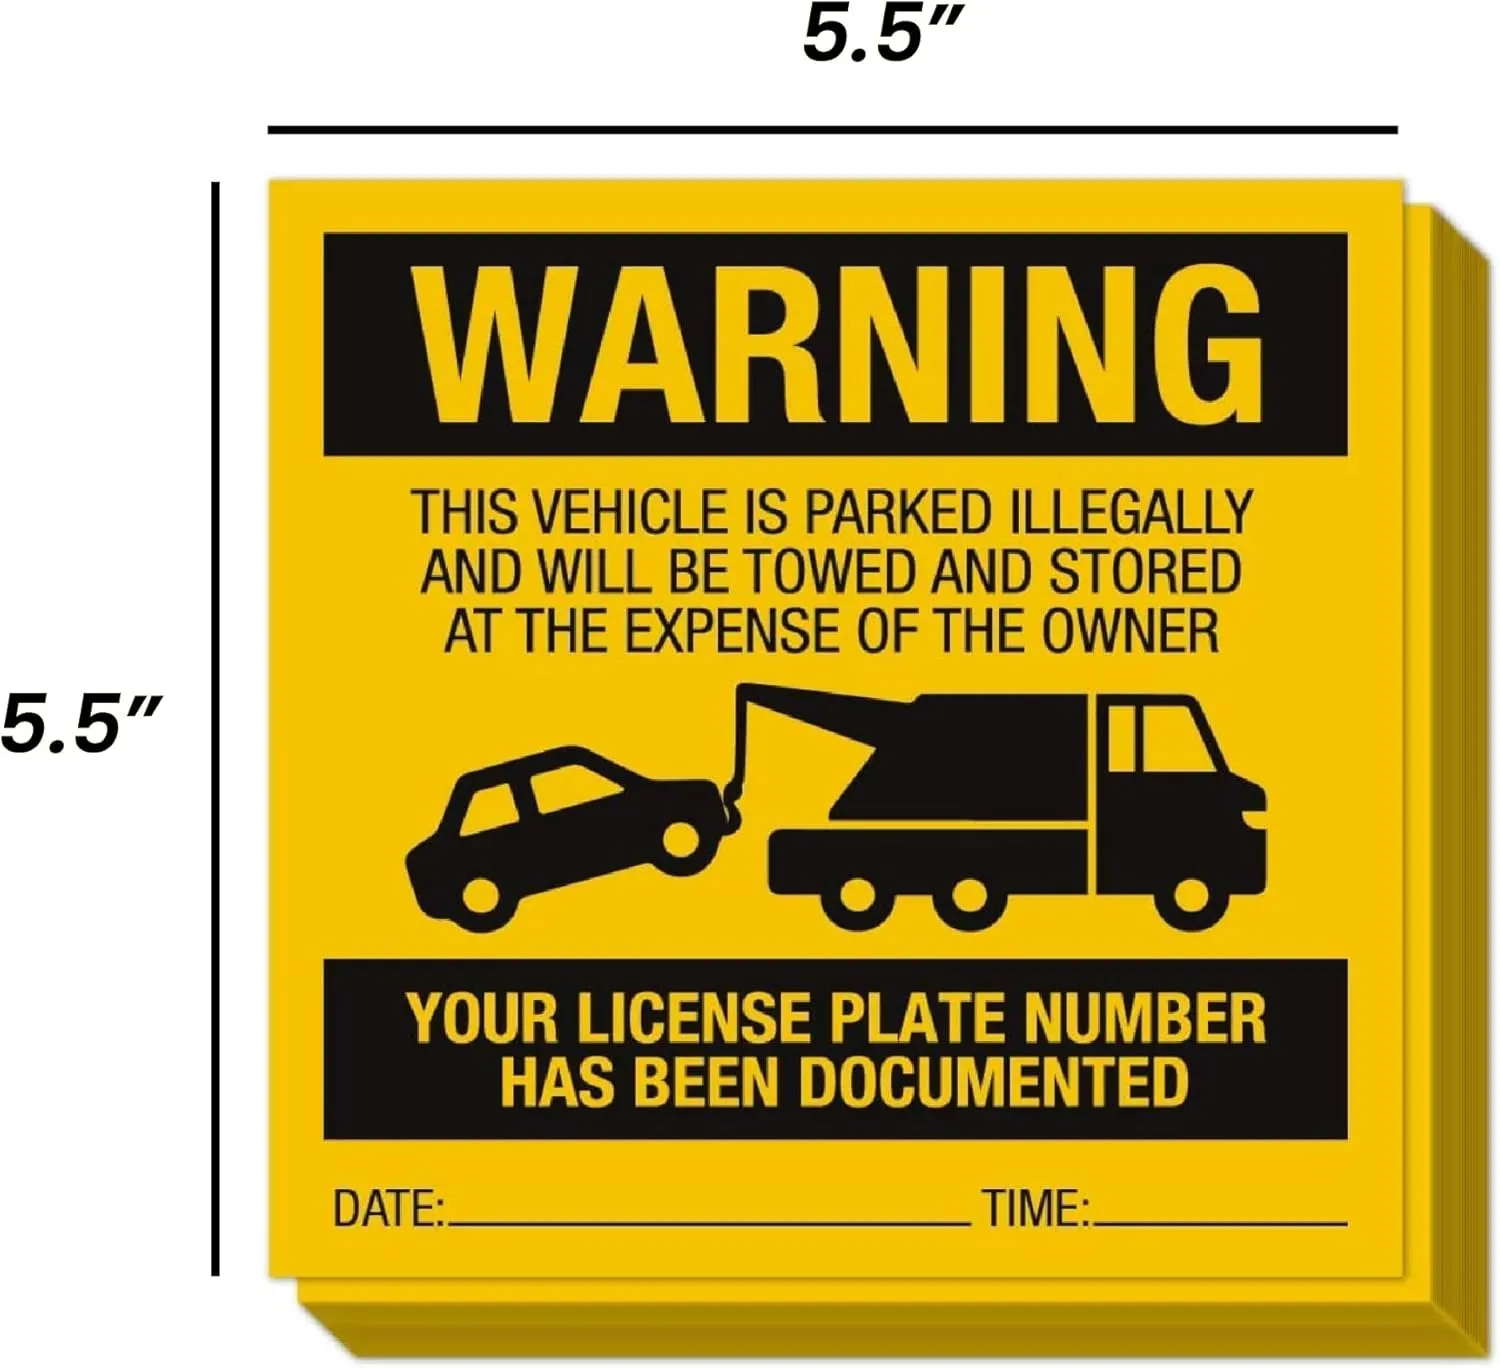 5.5"
WARNING
THIS VEHICLE IS PARKED ILLEGALLY
AND WILL BE TOWED AND STORED
AT THE EXPENSE OF THE OWNER
5.5"
YOUR LICENSE PLATE NUMBER
HAS BEEN DOCUMENTED
DATE: TIME: